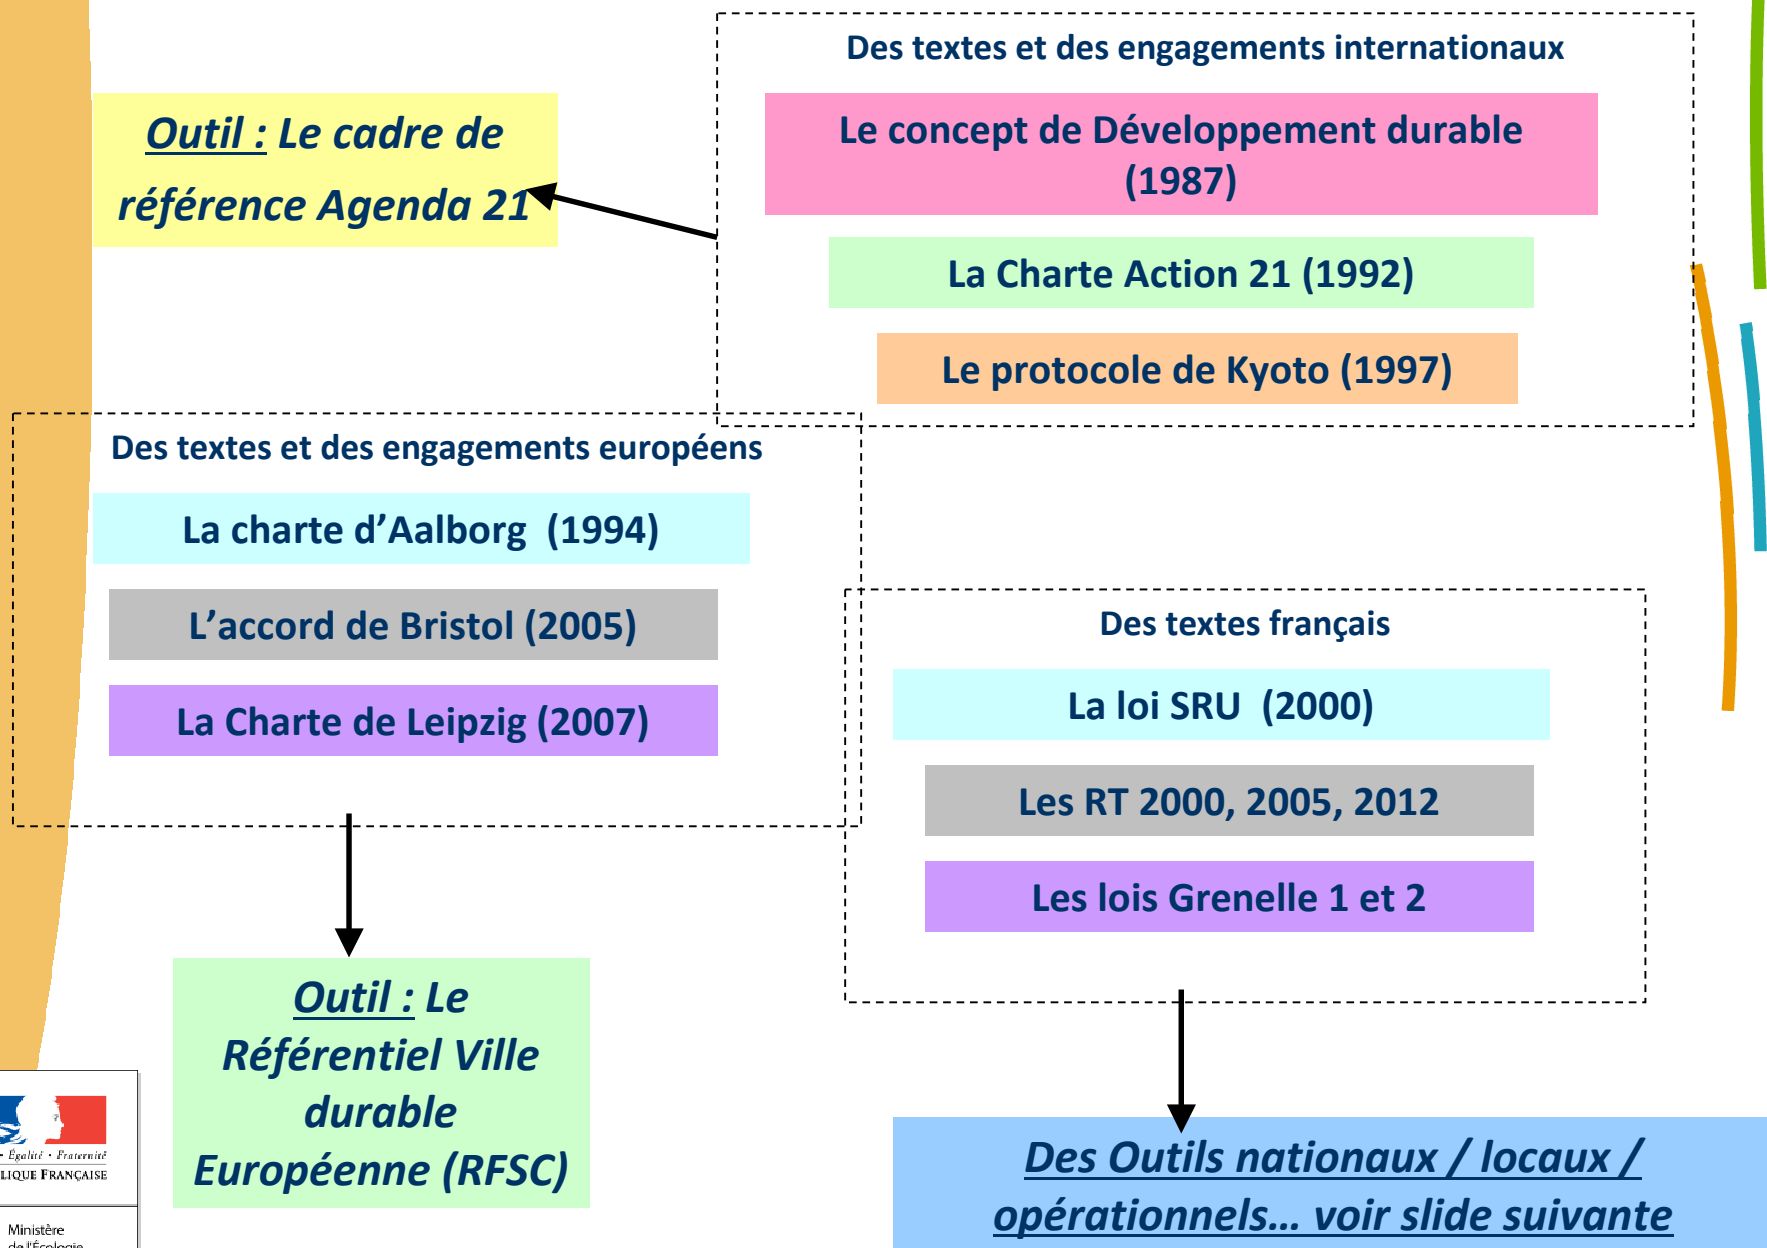 Des textes et des engagements internationaux
Outil : Le cadre de
référence Agenda 21
Le concept de Développement durable
(1987)
La Charte Action 21 (1992)
Le protocole de Kyoto (1997)
Des textes et des engagements européens
La charte d’Aalborg (1994)
L’accord de Bristol (2005)
La Charte de Leipzig (2007)
Des textes français
La loi SRU (2000)
Les RT 2000, 2005, 2012
Les lois Grenelle 1 et 2
Outil : Le
Référentiel Ville
durable
Européenne (RFSC)
Des Outils nationaux / locaux /
opérationnels... voir slide suivante
• Égalité • Fraternité
LIQUE FRANÇAISE
Ministère
de l'Écologie